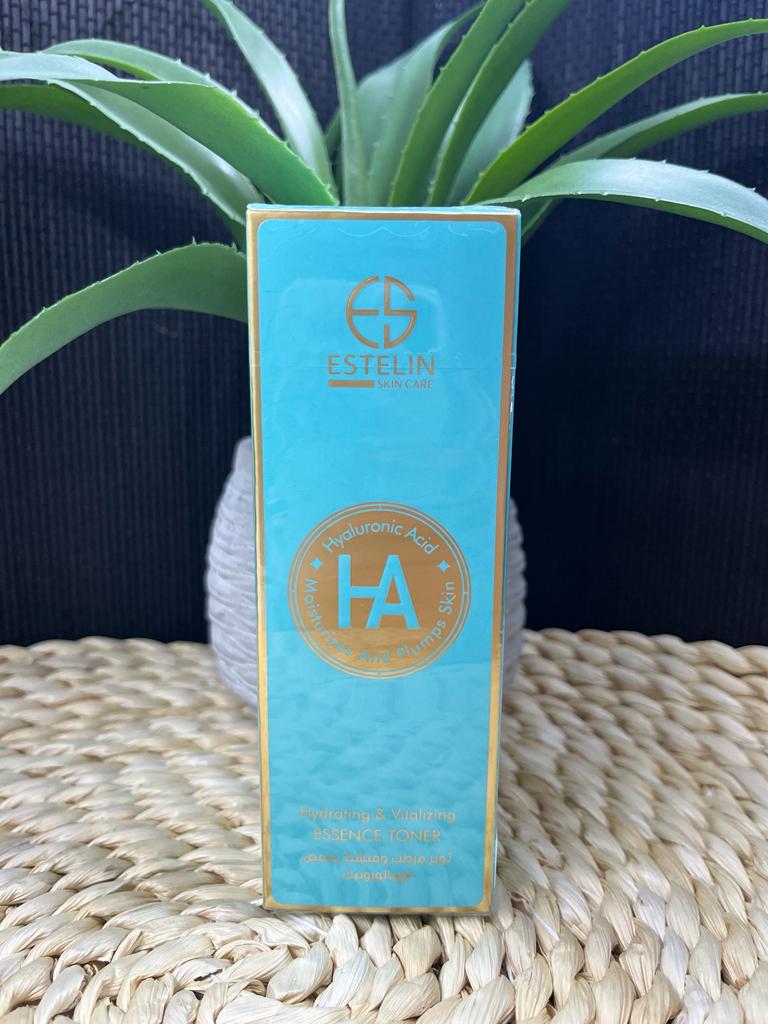 ES
ESTELIN
SKIN CARE
Hyaluronic Acid
HA
Moisturizes And Plumps Skin
Hydrating & Vitalizing
ESSENCE TONER
تونر مرطب ومنشط بحمض
الهيالورونيك